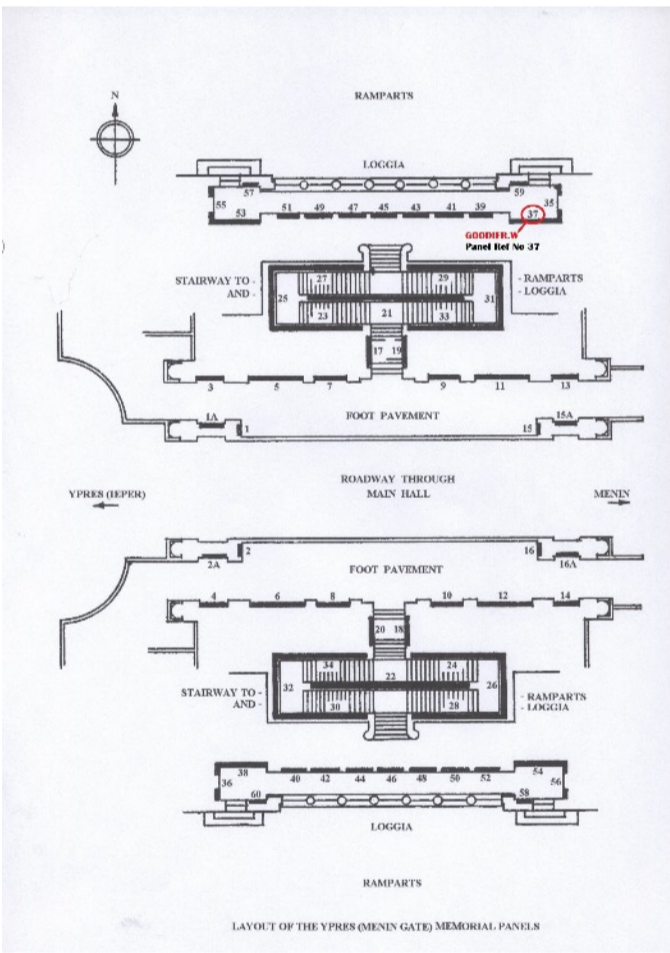 N
RAMPARTS
LOGGIA
57
59
55
53
51
49
47
45
43
41
39
37
35
GOODIFR.W
Panel Ref No 37
STAIRWAY TO -
AND -
- RAMPARTS
- LOGGIA
27
29
25
21
31
23
33
17
19
3
5
7
9
11
13
1A
1
FOOT PAVEMENT
15
15A
ROADWAY THROUGH
MAIN HALL
YPRES (IEPER)
MENIN
2A
2
16
16A
FOOT PAVEMENT
4
6
8
10
12
14
20
18
34
24
32
22
26
30
28
STAIRWAY TO -
AND -
- RAMPARTS
- LOGGIA
38
36
60
40
42
44
46
48
50
52
54
56
58
LOGGIA
RAMPARTS
LAYOUT OF THE YPRES (MENIN GATE) MEMORIAL PANELS